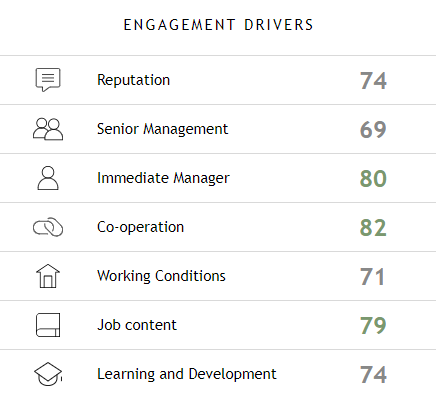 ENGAGEMENT DRIVERS
Reputation 74
Senior Management 69
Immediate Manager 80
Co-operation 82
Working Conditions 71
Job content 79
Learning and Development 74